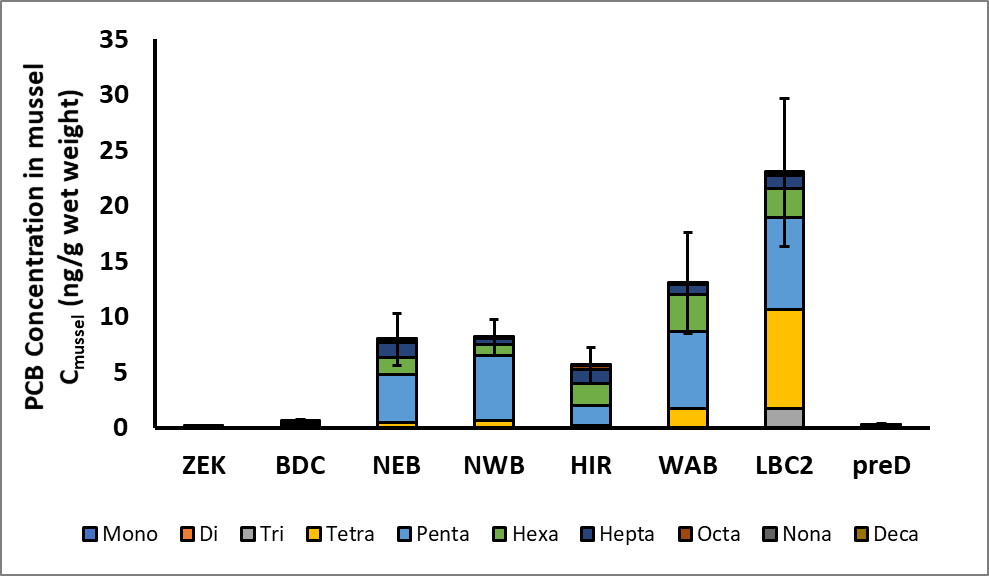 PCB Concentration in mussel
Cmussel (ng/g wet weight)
35
30
25
20
15
10
5
0
ZEK BDC NEB NWB HIR WAB LBC2 preD
Mono Di Tri Tetra Penta Hexa Hepta Octa Nona Deca